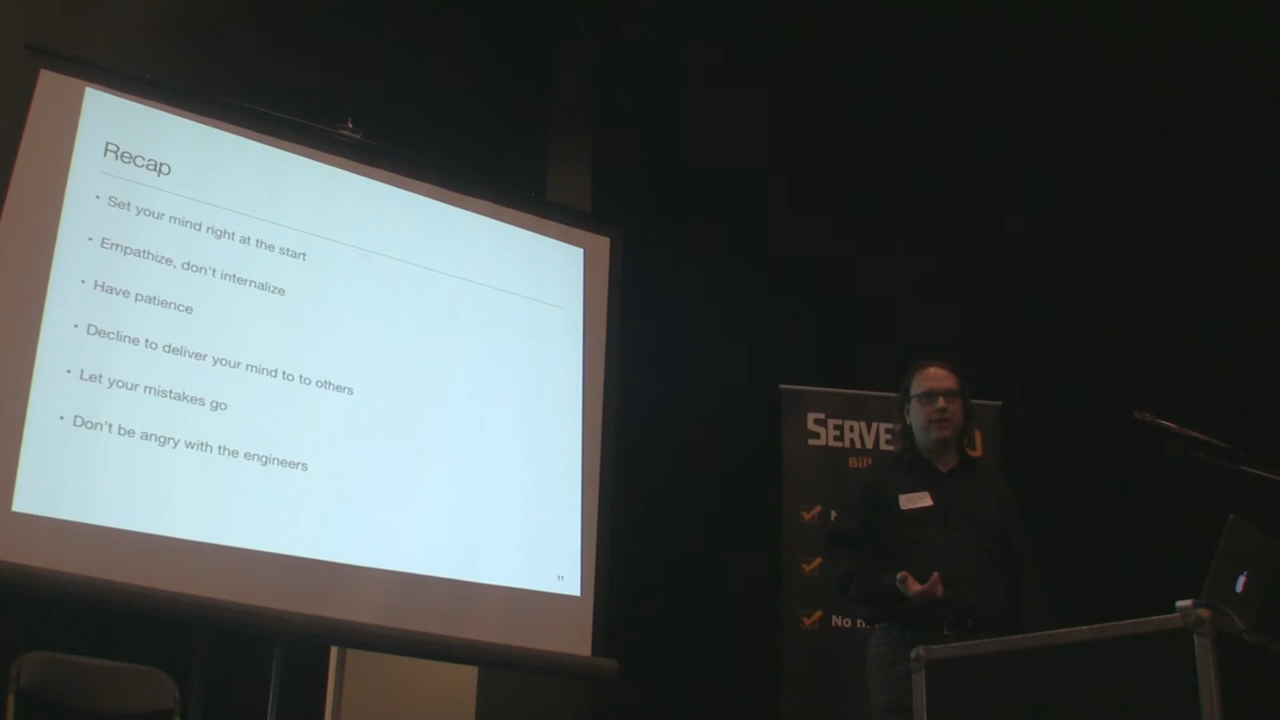 Recap
• Set your mind right at the start
• Empathize, don't internalize
• Have patience
• Decline to deliver your mind to to others
• Let your mistakes go
• Don't be angry with the engineers
11
SERVE
No